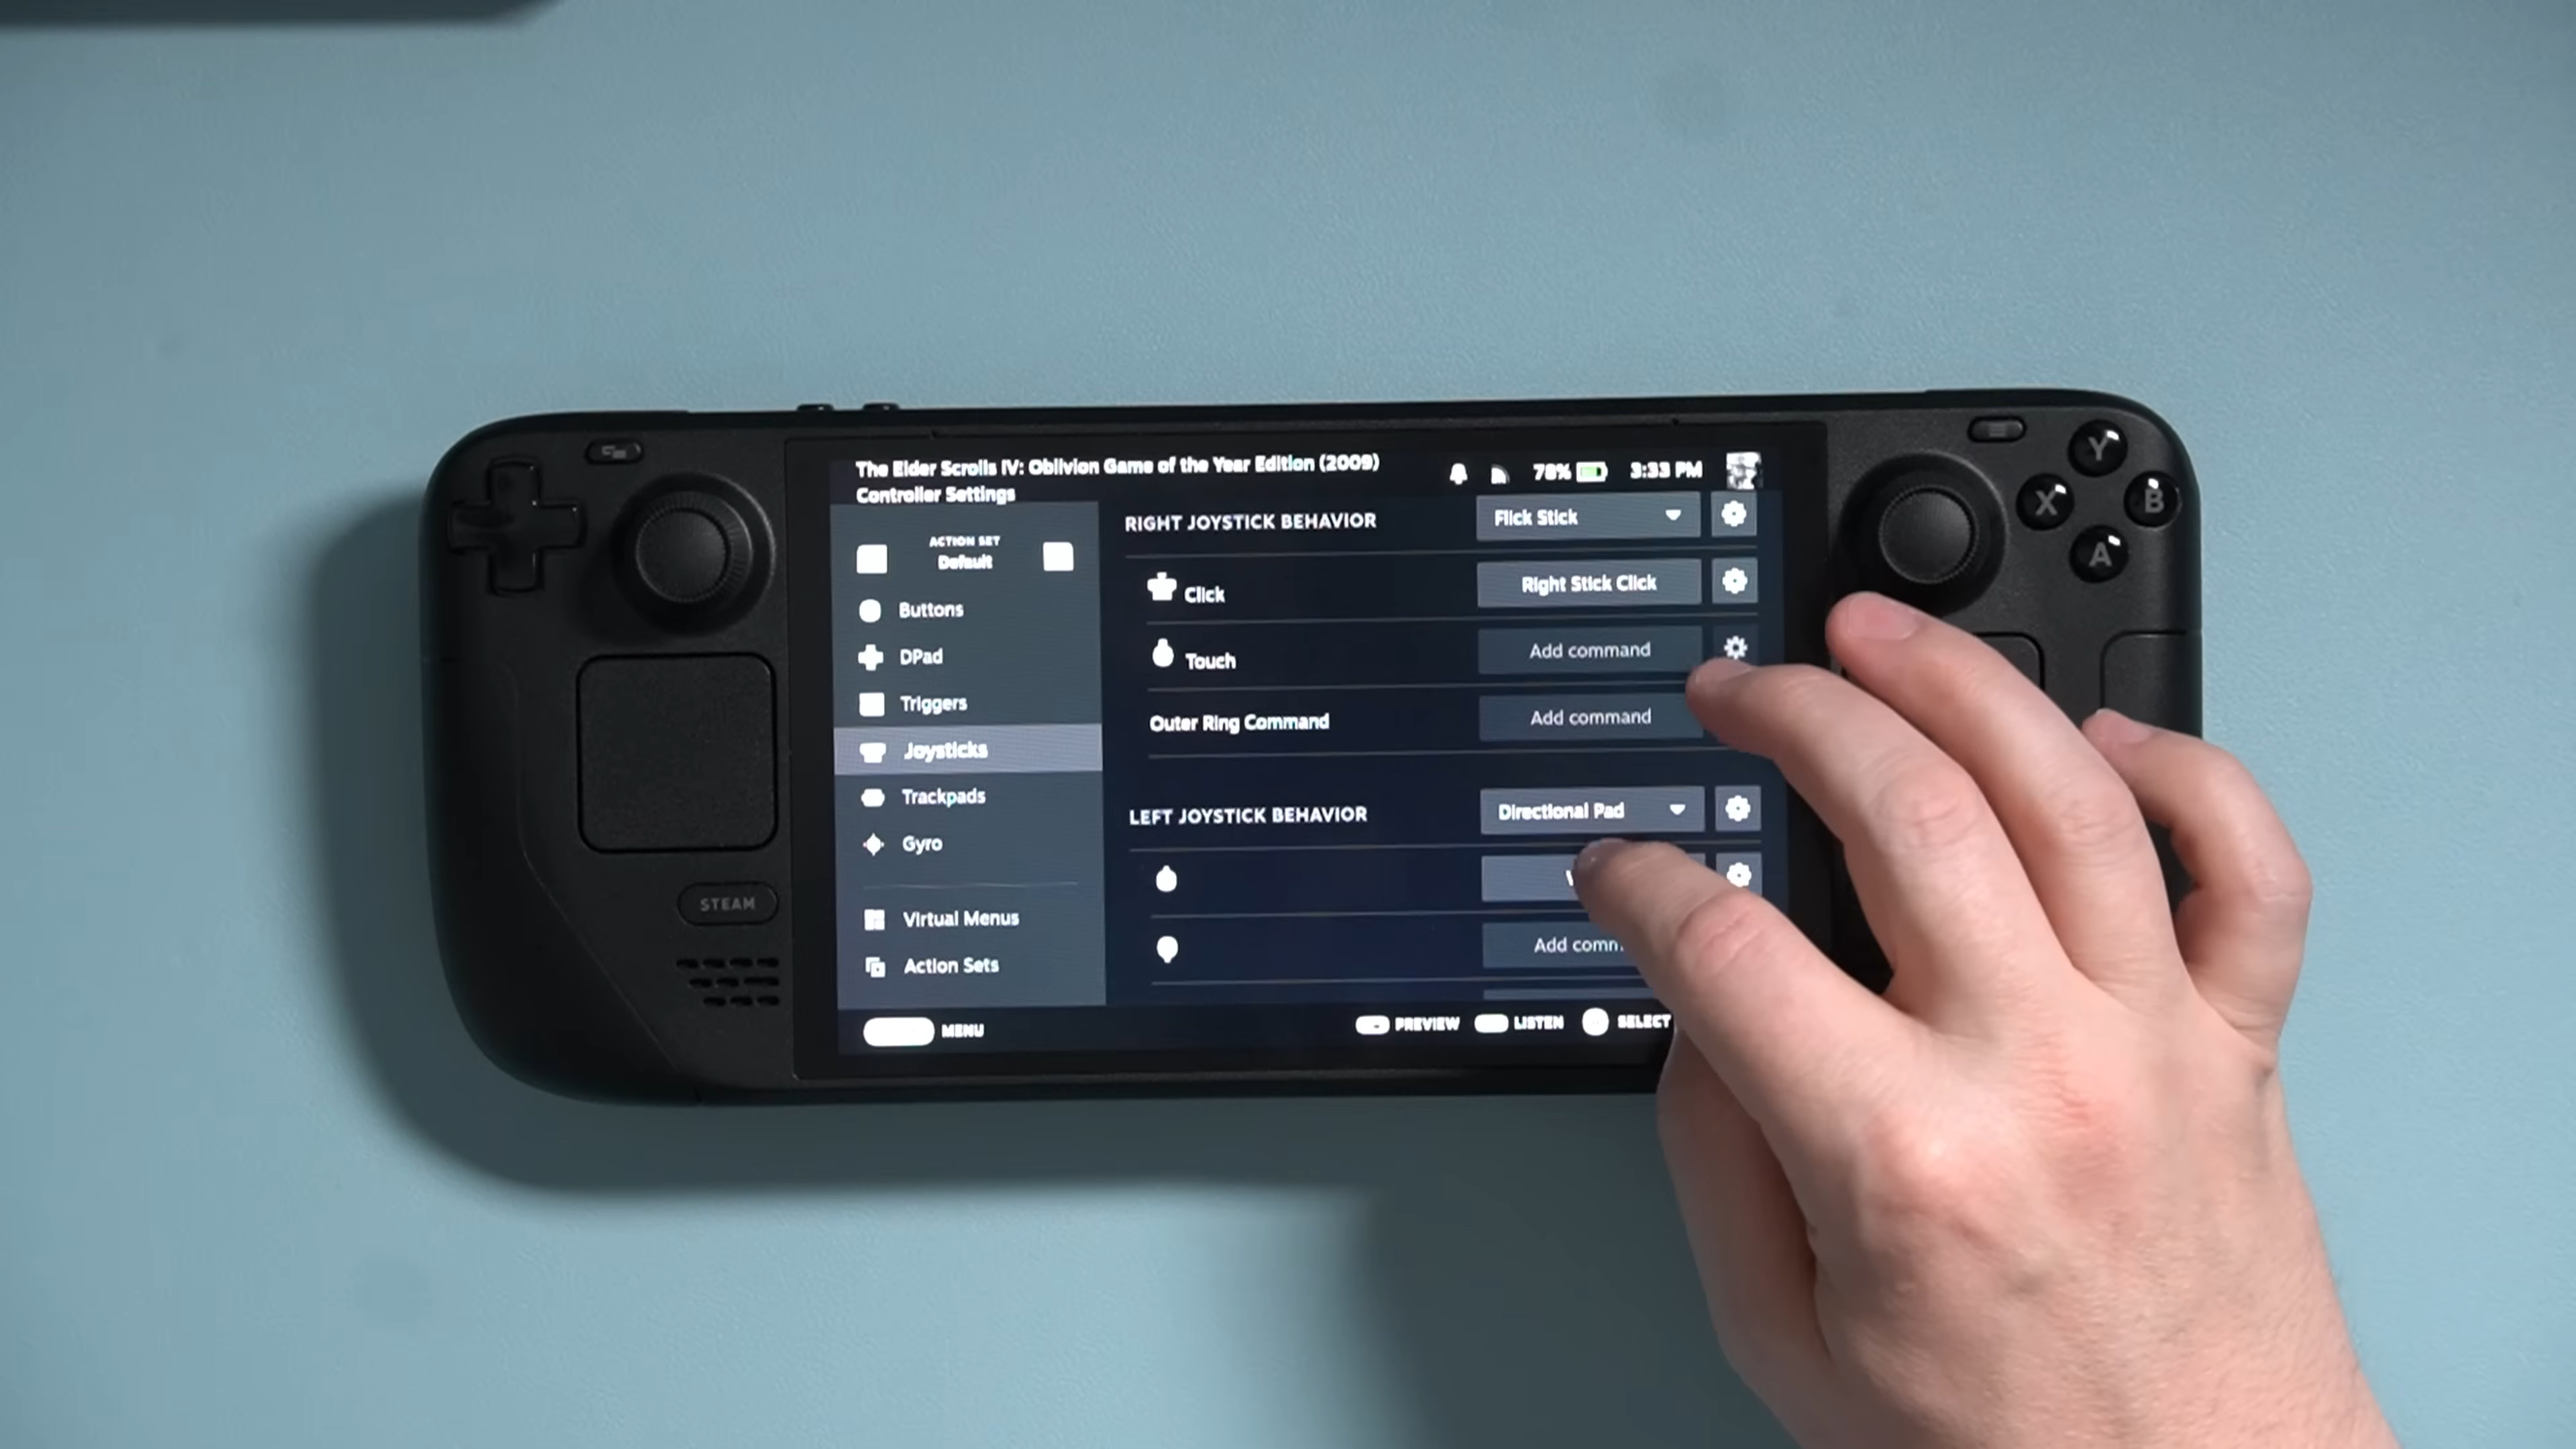 The Elder Scrolls IV: Oblivion Game of the Year Edition (2009)
Controller Settings
78%
3:33 PM
ACTION SET
Default
Buttons
DPad
Triggers
Joysticks
Trackpads
Gyro
Virtual Menus
Action Sets
RIGHT JOYSTICK BEHAVIOR
Flick Stick
Click
Right Stick Click
Touch
Add command
Outer Ring Command
Add command
LEFT JOYSTICK BEHAVIOR
Directional Pad
Add
MENU
PREVIEW
LISTEN
SELECT
STEAM
Y
X
B
A